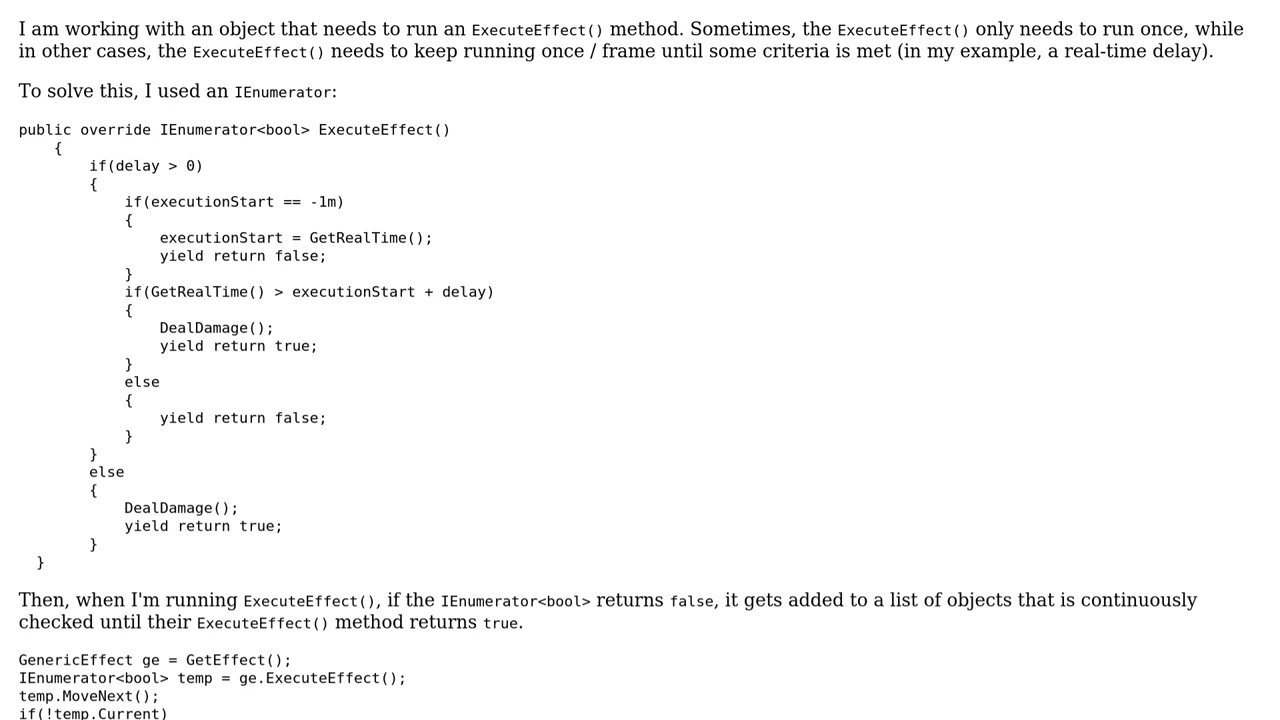 I am working with an object that needs to run an ExecuteEffect() method. Sometimes, the ExecuteEffect() only needs to run once, while
in other cases, the ExecuteEffect() needs to keep running once / frame until some criteria is met (in my example, a real-time delay).
To solve this, I used an IEnumerator:
public override IEnumerator<bool> ExecuteEffect()
    {
        if(delay > 0)
        {
            if(executionStart == -1m)
            {
                executionStart = GetRealTime();
                yield return false;
            }
            if(GetRealTime() > executionStart + delay)
            {
                DealDamage();
                yield return true;
            }
            else
            {
                yield return false;
            }
        }
        else
        {
            DealDamage();
            yield return true;
        }
  }
Then, when I'm running ExecuteEffect(), if the IEnumerator<bool> returns false, it gets added to a list of objects that is continuously
checked until their ExecuteEffect() method returns true.
GenericEffect ge = GetEffect();
IEnumerator<bool> temp = ge.ExecuteEffect();
temp.MoveNext();
if(!temp.Current)